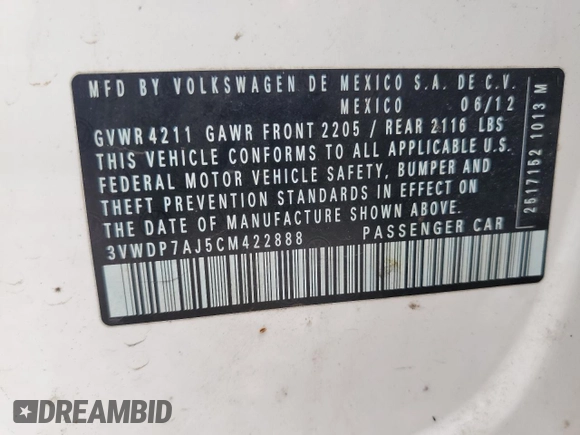 MFD BY VOLKSWAGEN DE MEXICO S.A. DE C.V.
MEXICO 06/12
GVWR 4211 GAWR FRONT 2205 / REAR 2116 LBS
THIS VEHICLE CONFORMS TO ALL APPLICABLE U.S.
FEDERAL MOTOR VEHICLE SAFETY, BUMPER AND
THEFT PREVENTION STANDARDS IN EFFECT ON
THE DATE OF MANUFACTURE SHOWN ABOVE.
3VWDP7AJ5CM422888 PASSENGER CAR
2517152 1013 M
DREAMBID